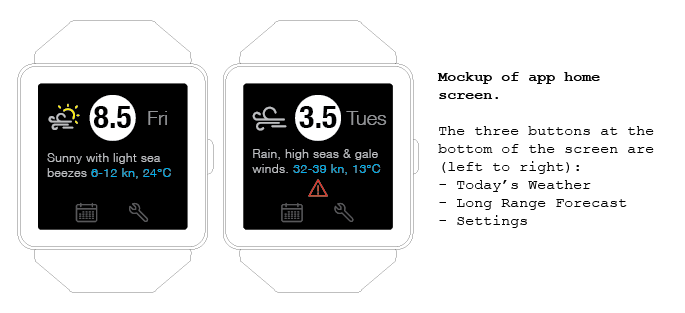 8.5 Fri
Sunny with light sea
beezes 6-12 kn, 24°C
3.5 Tues
Rain, high seas & gale
winds. 32-39 kn, 13°C
Mockup of app home
screen.
The three buttons at the
bottom of the screen are
(left to right):
- Today’s Weather
- Long Range Forecast
- Settings